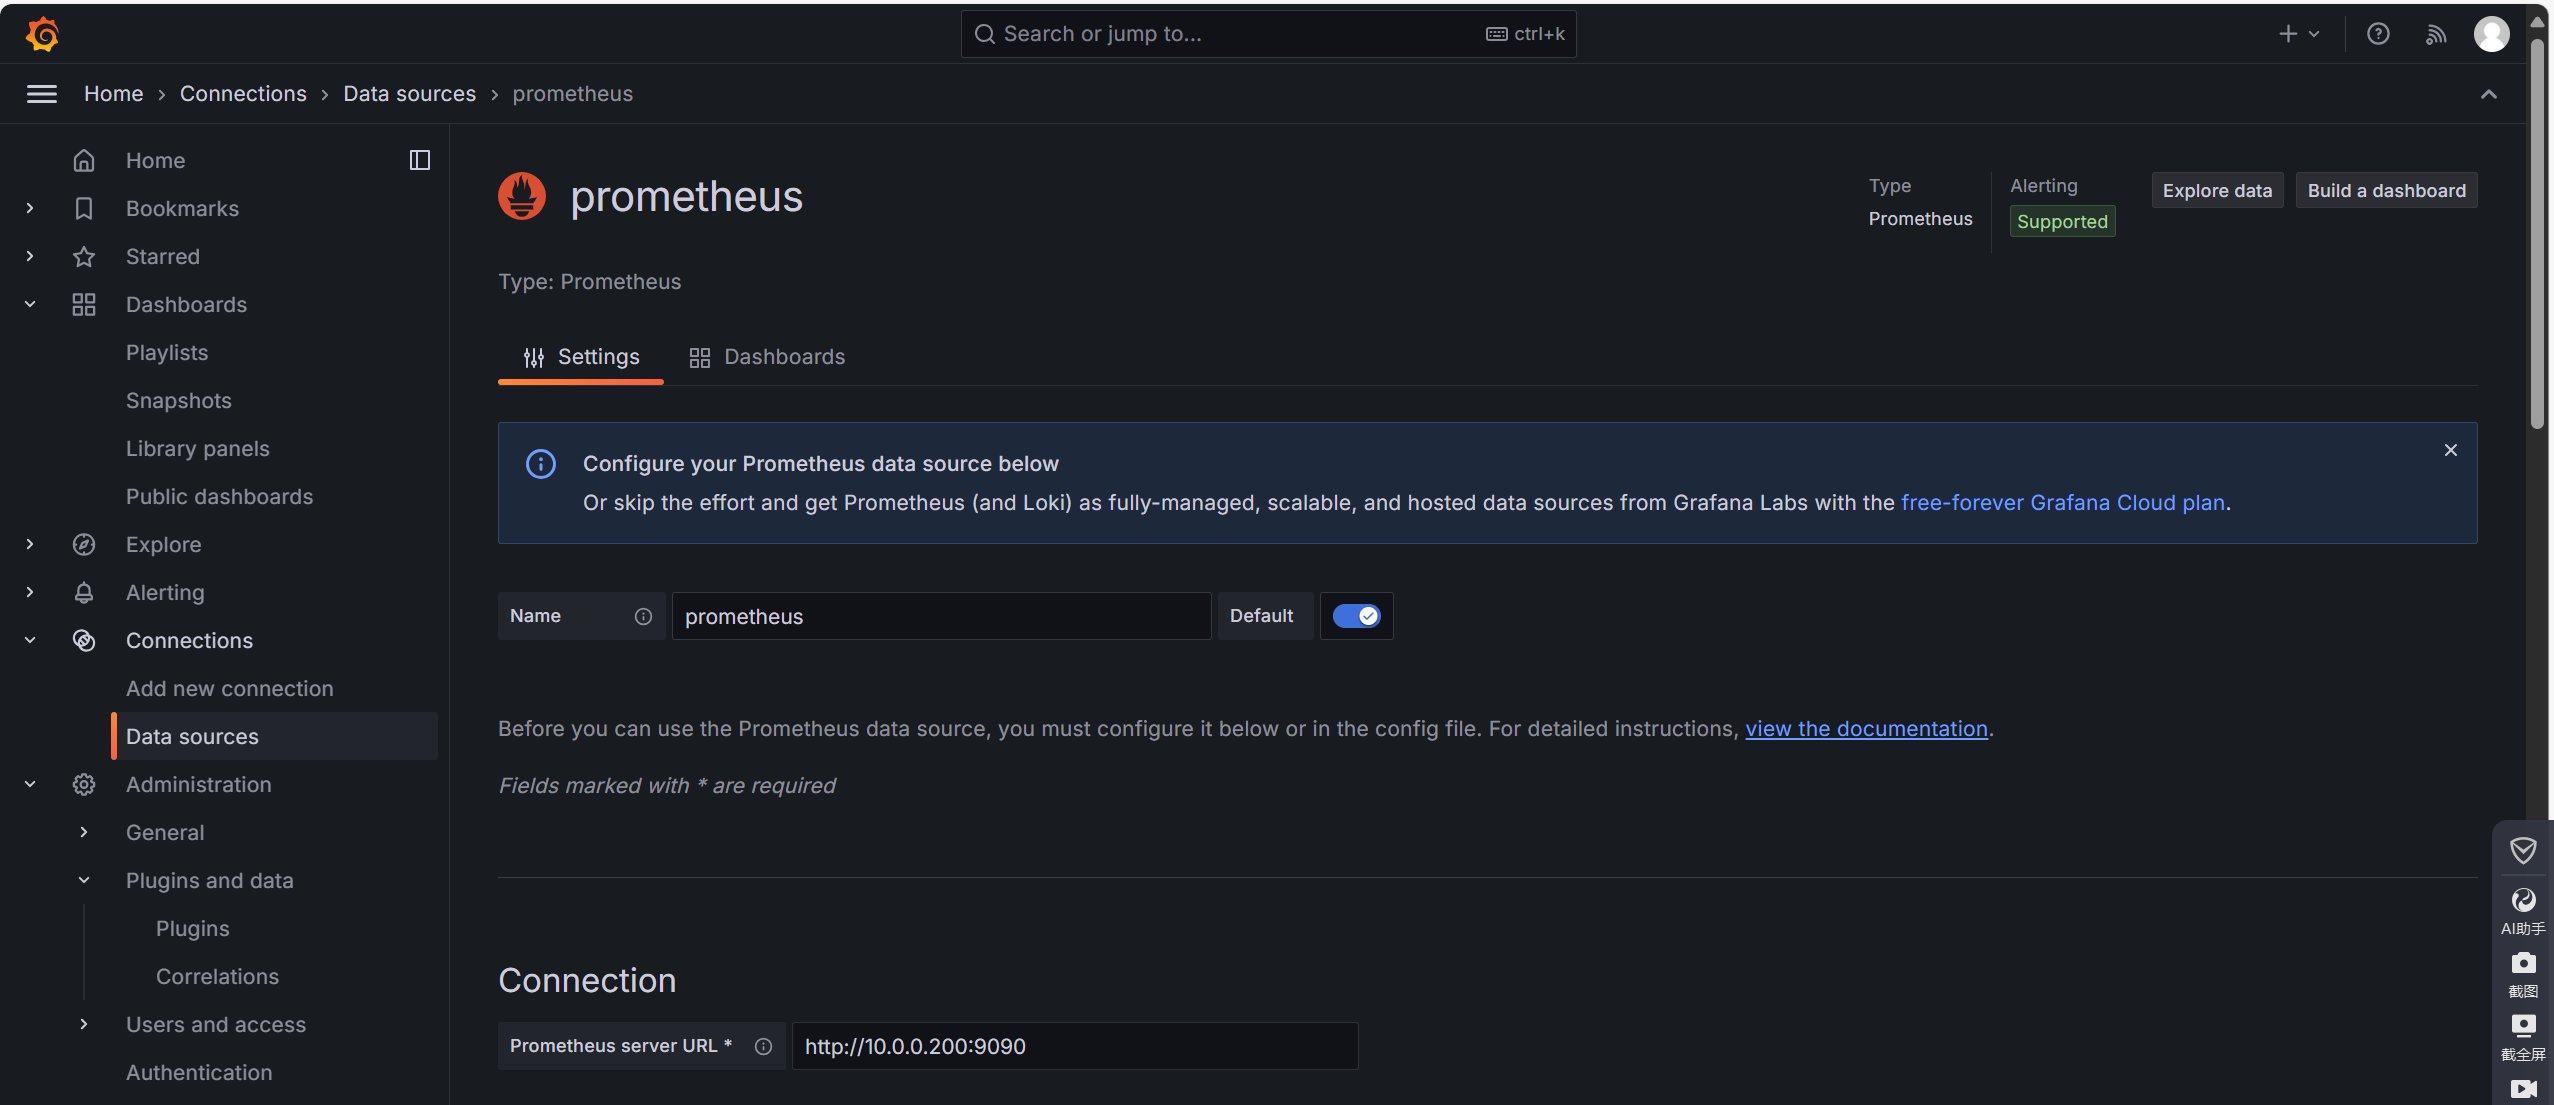 Search or jump to...
ctrl+k
Home
Connections
Data sources
prometheus
Home
Bookmarks
Starred
Dashboards
Playlists
Snapshots
Library panels
Public dashboards
Explore
Alerting
Connections
Add new connection
Data sources
Administration
General
Plugins and data
Plugins
Correlations
Users and access
Authentication
prometheus
Type
Prometheus
Alerting
Supported
Explore data
Build a dashboard
Type: Prometheus
Settings
Dashboards
Configure your Prometheus data source below
Or skip the effort and get Prometheus (and Loki) as fully-managed, scalable, and hosted data sources from Grafana Labs with the free-forever Grafana Cloud plan.
Name
prometheus
Default
Before you can use the Prometheus data source, you must configure it below or in the config file. For detailed instructions, view the documentation.
Fields marked with * are required
Connection
Prometheus server URL *
http://10.0.0.200:9090
AI助手
截图
截全屏